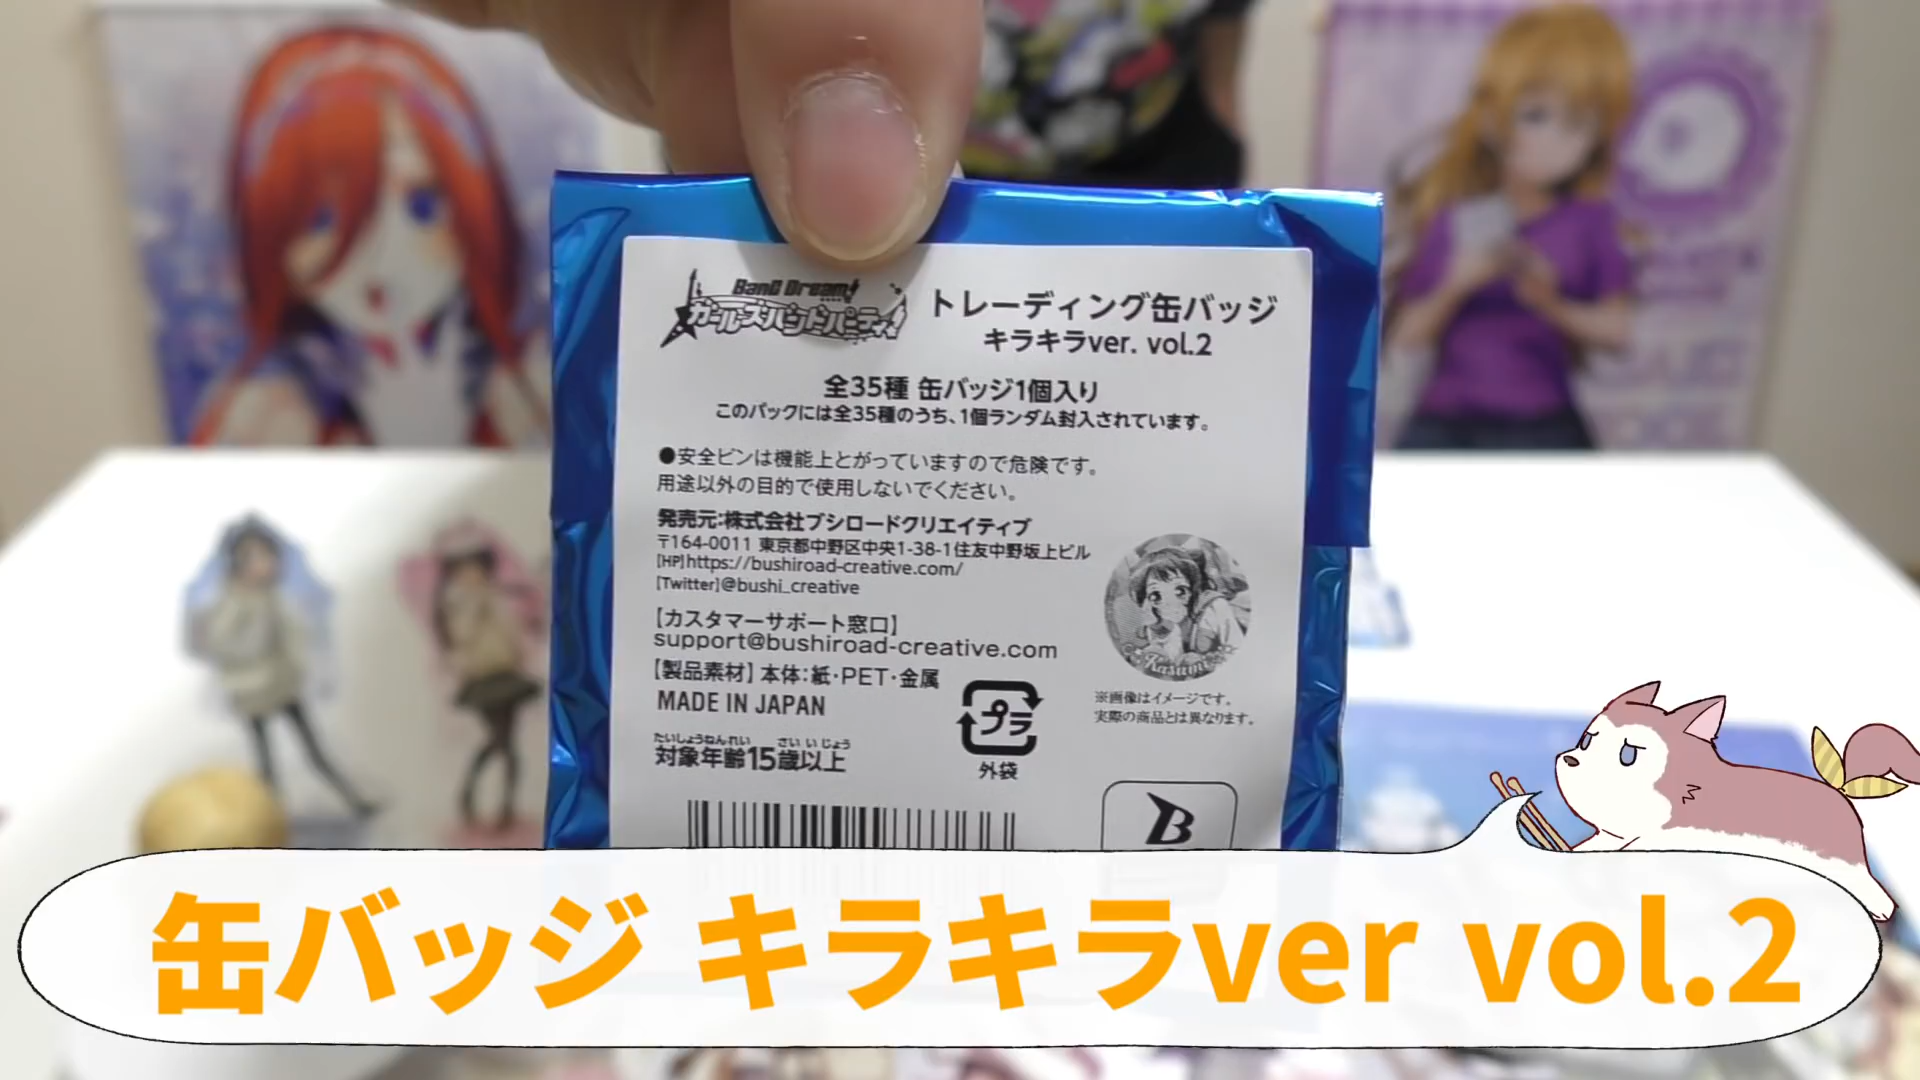 BanG Dream!
ガールズバンドパーティ!
トレーディング缶バッジ
キラキラver. vol.2
全35種 缶バッジ1個入り
このパックには全35種のうち、1個ランダム封入されています。
●安全ピンは機能上とがっていますので危険です。
用途以外の目的で使用しないでください。
発売元:株式会社ブシロードクリエイティブ
〒164-0011 東京都中野区中央1-38-1住友中野坂上ビル
[HP]https://bushiroad-creative.com/
[Twitter]@bushi_creative
【カスタマーサポート窓口】
support@bushiroad-creative.com
【製品素材】本体:紙・PET・金属
MADE IN JAPAN
たいしょうねんれい さい いじょう
対象年齢15歳以上
プラ
外袋
Kasumi
※画像はイメージです。
実際の商品とは異なります。
B
缶バッジ キラキラver vol.2